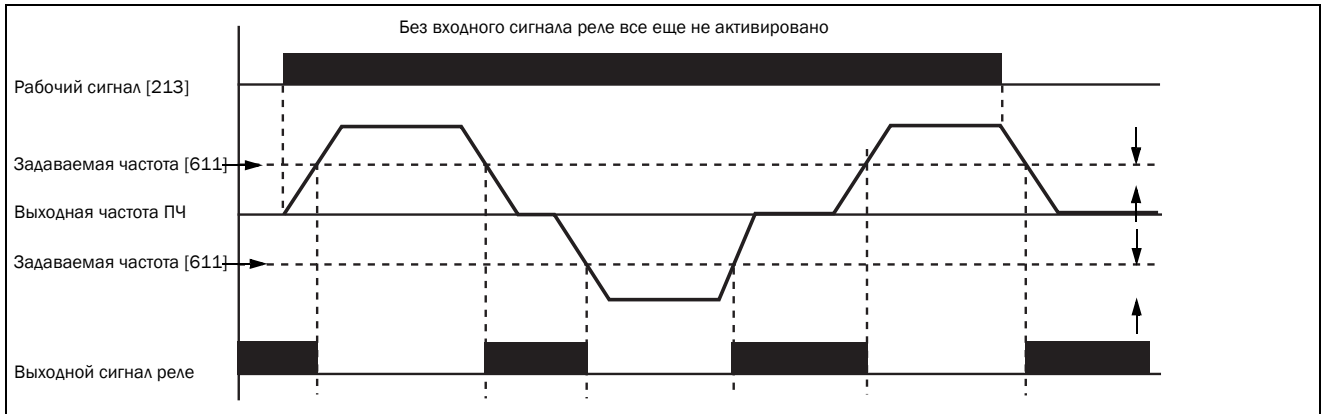 Без входного сигнала реле все еще не активировано
Рабочий сигнал [213]
Задаваемая частота [611]
Выходная частота ПЧ
Задаваемая частота [611]
Выходной сигнал реле